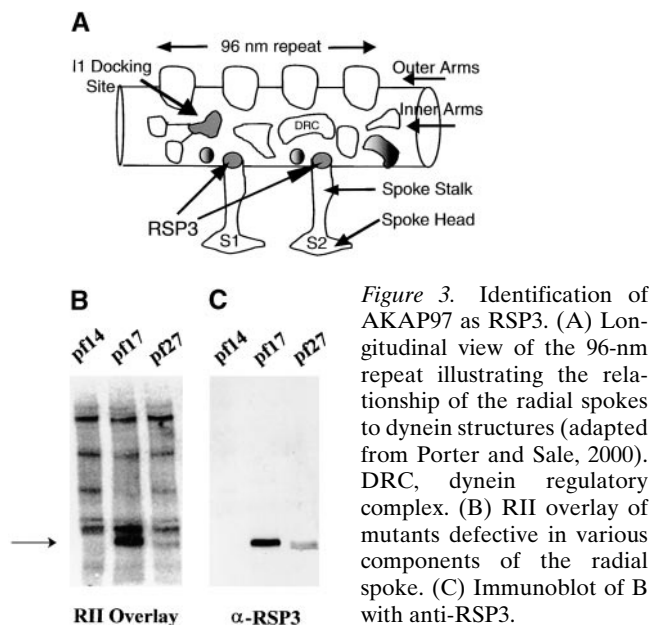 A
96 nm repeat
I1 Docking
Site
Outer Arms
DRC
Inner Arms
Spoke Stalk
RSP3
S1
S2
Spoke Head
B
C
pf14
pf17
pf27
pf14
pf17
pf27
RII Overlay
α-RSP3
Figure 3. Identification of
AKAP97 as RSP3. (A) Lon-
gitudinal view of the 96-nm
repeat illustrating the rela-
tionship of the radial spokes
to dynein structures (adapted
from Porter and Sale, 2000).
DRC, dynein regulatory
complex. (B) RII overlay of
mutants defective in various
components of the radial
spoke. (C) Immunoblot of B
with anti-RSP3.